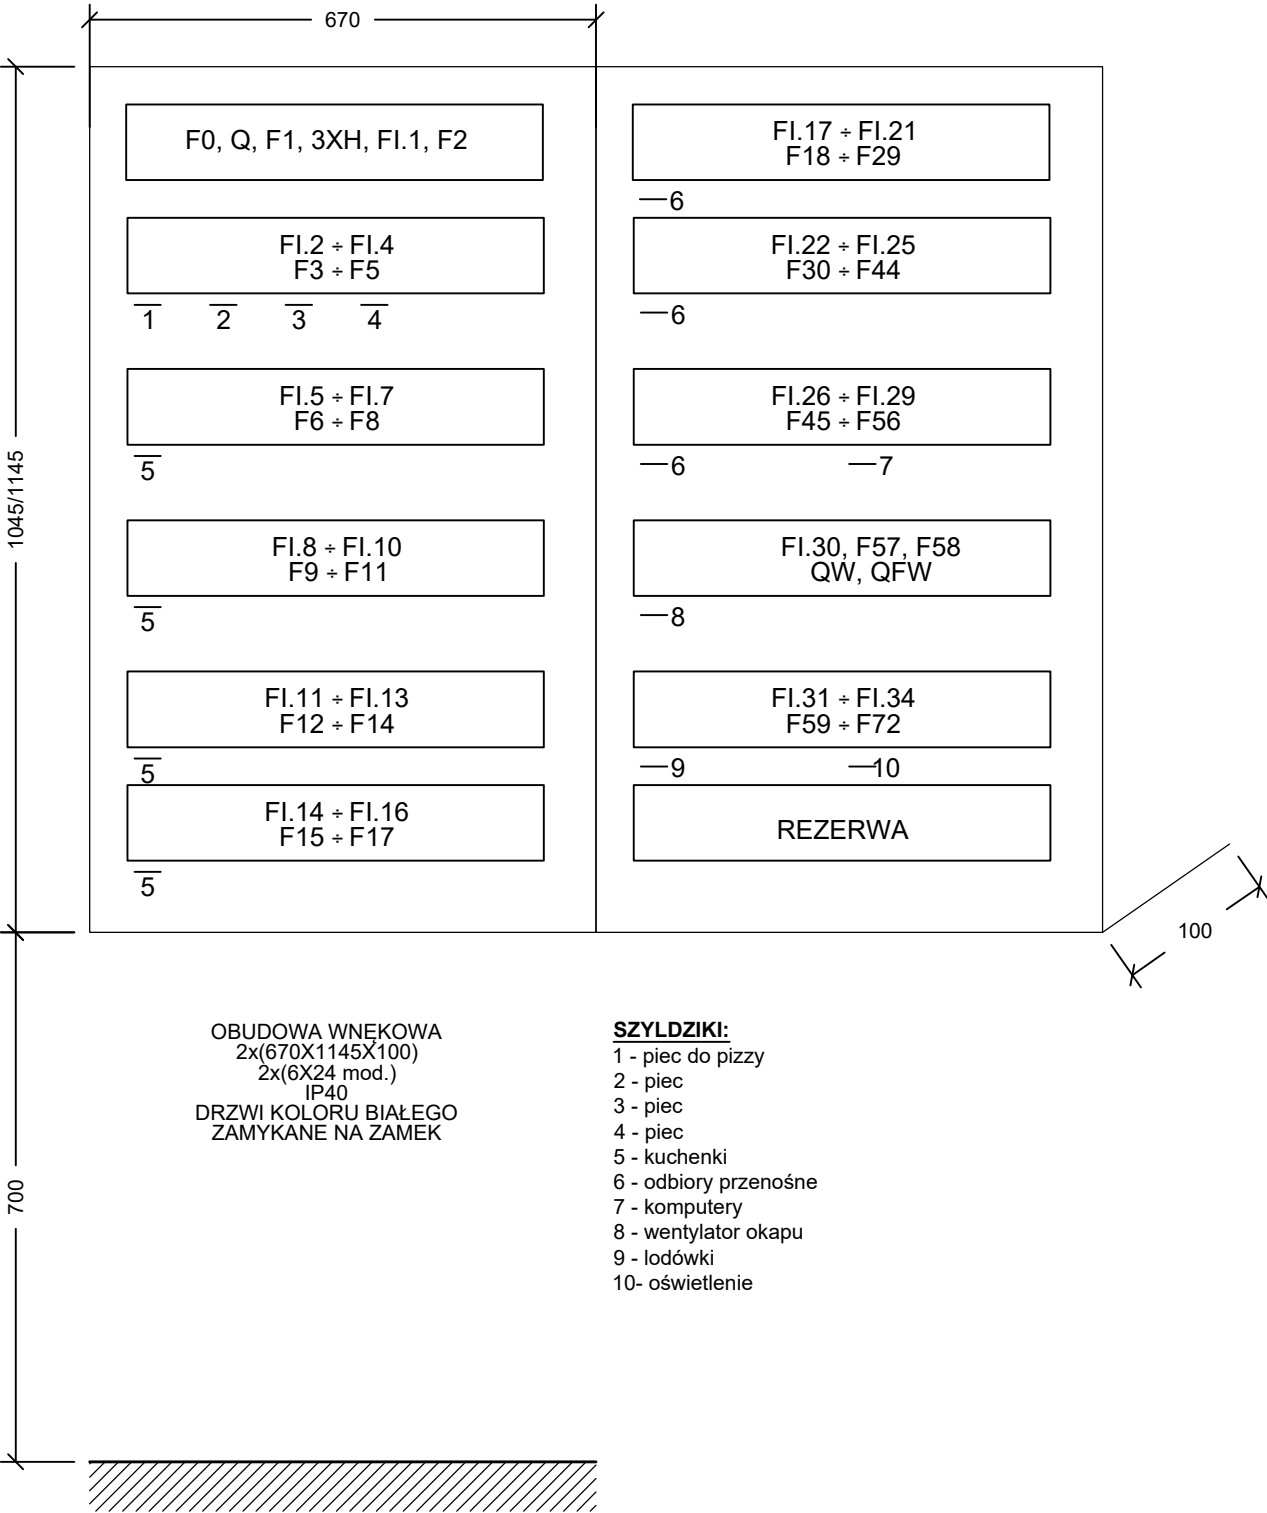 670
F0, Q, F1, 3XH, FI.1, F2
FI.2 ÷ FI.4
F3 ÷ F5
1 2 3 4
FI.5 ÷ FI.7
F6 ÷ F8
5
FI.8 ÷ FI.10
F9 ÷ F11
5
FI.11 ÷ FI.13
F12 ÷ F14
5
FI.14 ÷ FI.16
F15 ÷ F17
5
FI.17 ÷ FI.21
F18 ÷ F29
6
FI.22 ÷ FI.25
F30 ÷ F44
6
FI.26 ÷ FI.29
F45 ÷ F56
6 7
FI.30, F57, F58
QW, QFW
8
FI.31 ÷ FI.34
F59 ÷ F72
9 10
REZERWA
1045/1145
100
700
OBUDOWA WNĘKOWA
2x(670X1145X100)
2x(6X24 mod.)
IP40
DRZWI KOLORU BIAŁEGO
ZAMYKANE NA ZAMEK
SZYLDZIKI:
1 - piec do pizzy
2 - piec
3 - piec
4 - piec
5 - kuchenki
6 - odbiory przenośne
7 - komputery
8 - wentylator okapu
9 - lodówki
10- oświetlenie